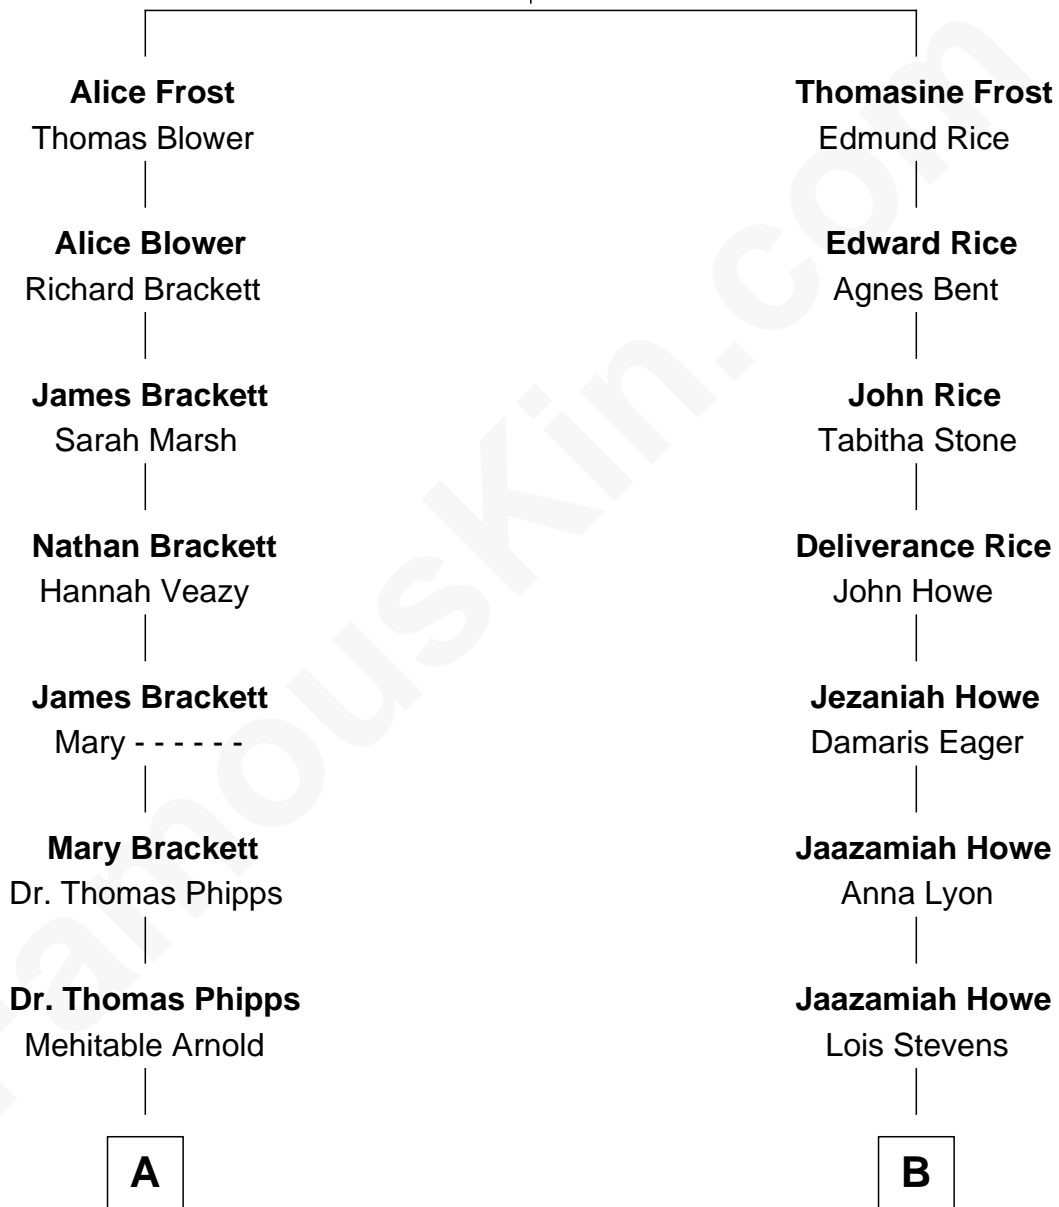 Alice Frost
Thomas Blower
Alice Blower
Richard Brackett
James Brackett
Sarah Marsh
Nathan Brackett
Hannah Veazy
James Brackett
Mary - - - - - -
Mary Brackett
Dr. Thomas Phipps
Dr. Thomas Phipps
Mehitable Arnold
A
Thomasine Frost
Edmund Rice
Edward Rice
Agnes Bent
John Rice
Tabitha Stone
Deliverance Rice
John Howe
Jezaniah Howe
Damaris Eager
Jaazamiah Howe
Anna Lyon
Jaazamiah Howe
Lois Stevens
B
FamousKin.com